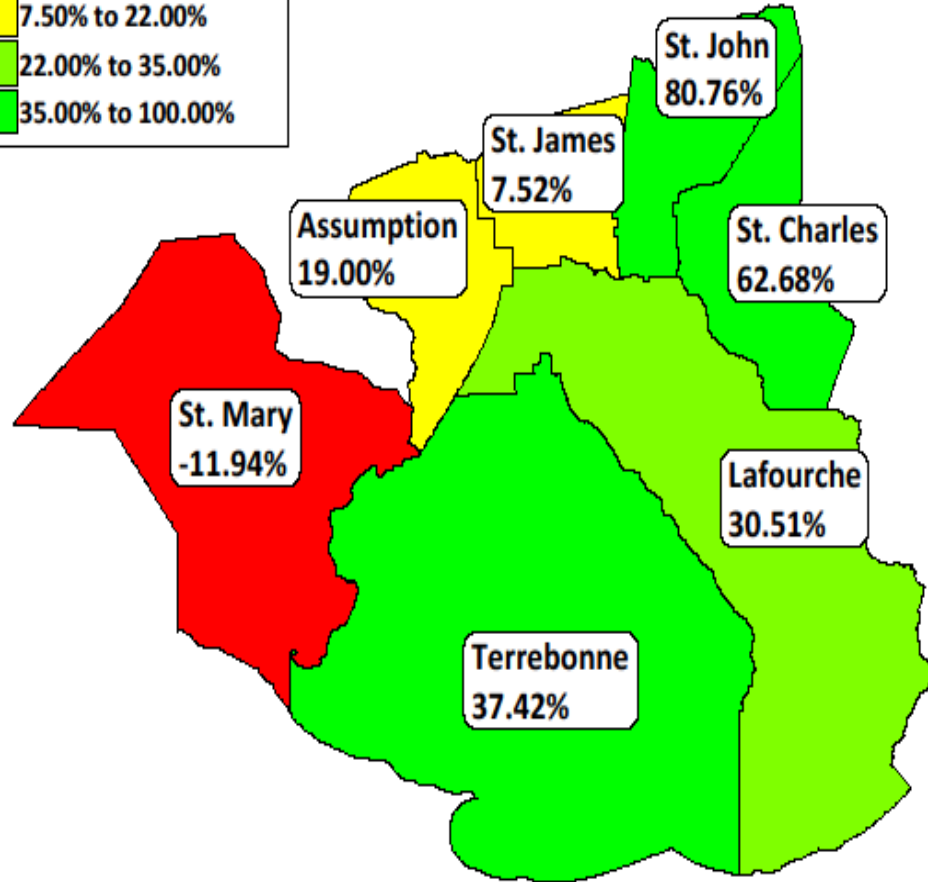 7.50% to 22.00%
22.00% to 35.00%
35.00% to 100.00%
St. John
80.76%
St. James
7.52%
Assumption
19.00%
St. Charles
62.68%
St. Mary
-11.94%
Lafourche
30.51%
Terrebonne
37.42%